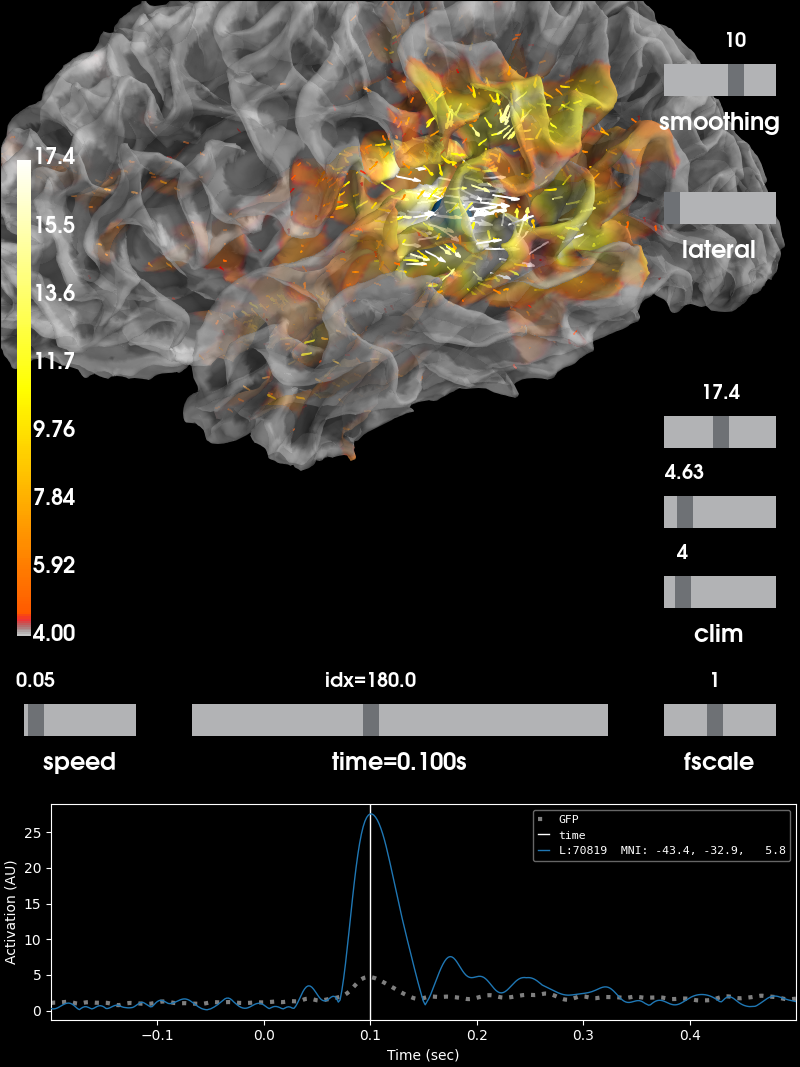 10
smoothing
17.4
15.5
lateral
13.6
11.7
17.4
9.76
4.63
7.84
4
5.92
4.00
clim
0.05
idx=180.0
1
speed
time=0.100s
fscale
25
20
15
10
5
0
Activation (AU)
GFP
time
L:70819 MNI: -43.4, -32.9, 5.8
−0.1 0.0 0.1 0.2 0.3 0.4
Time (sec)